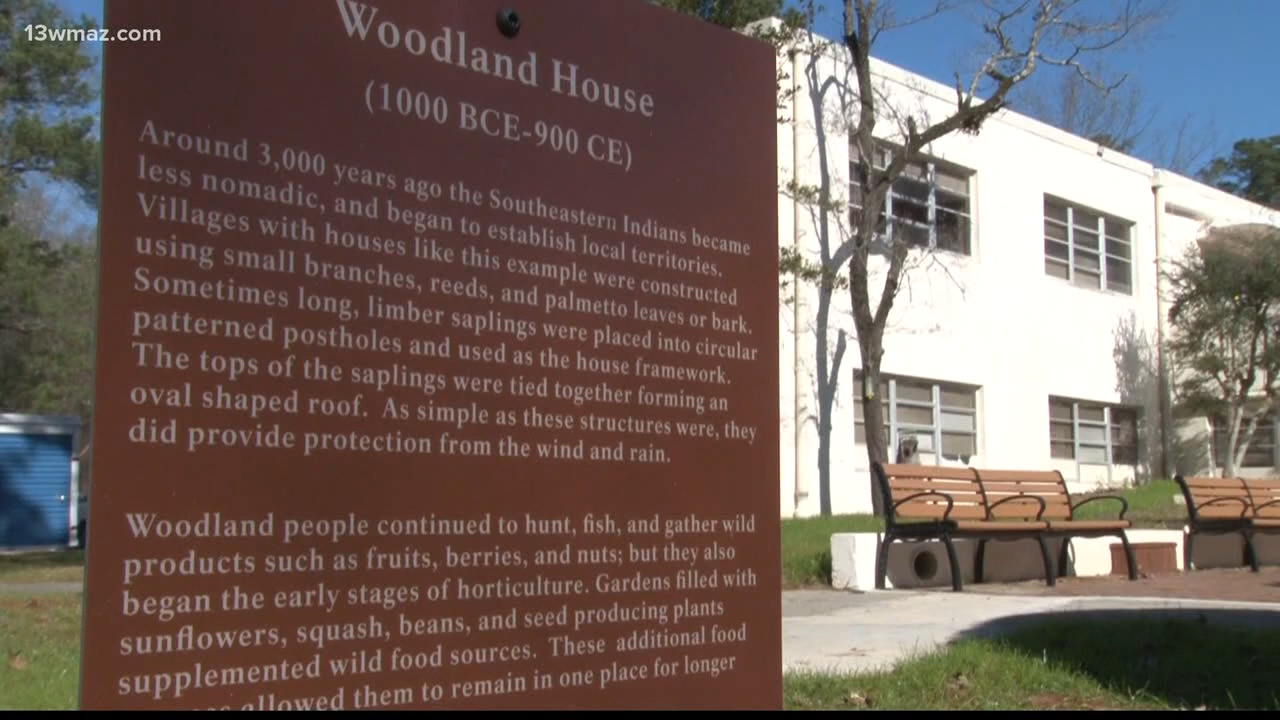 13wmaz.com
Woodland House
(1000 BCE-900 CE)
Around 3,000 years ago the Southeastern Indians became
less nomadic, and began to establish local territories.
Villages with houses like this example were constructed
using small branches, reeds, and palmetto leaves or bark.
Sometimes long, limber saplings were placed into circular
patterned postholes and used as the house framework.
The tops of the saplings were tied together forming an
oval shaped roof. As simple as these structures were, they
did provide protection from the wind and rain.
Woodland people continued to hunt, fish, and gather wild
products such as fruits, berries, and nuts; but they also
began the early stages of horticulture. Gardens filled with
sunflowers, squash, beans, and seed producing plants
supplemented wild food sources. These additional food
allowed them to remain in one place for longer